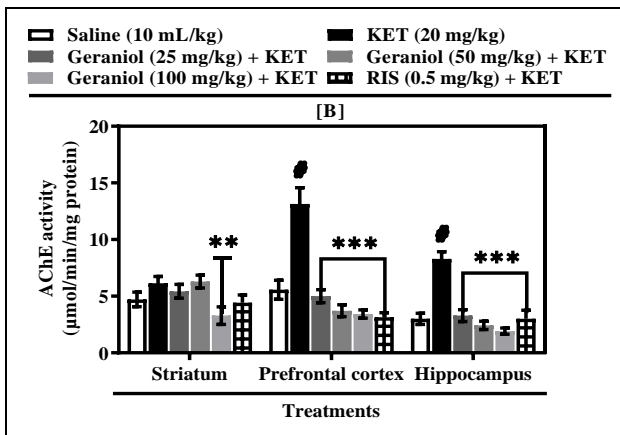 Saline (10 mL/kg) KET (20 mg/kg)
Geraniol (25 mg/kg) + KET Geraniol (50 mg/kg) + KET
Geraniol (100 mg/kg) + KET RIS (0.5 mg/kg) + KET
[B]
AChE activity
(µmol/min/mg protein)
20
15
10
5
0
**
***
***
Striatum Prefrontal cortex Hippocampus
Treatments